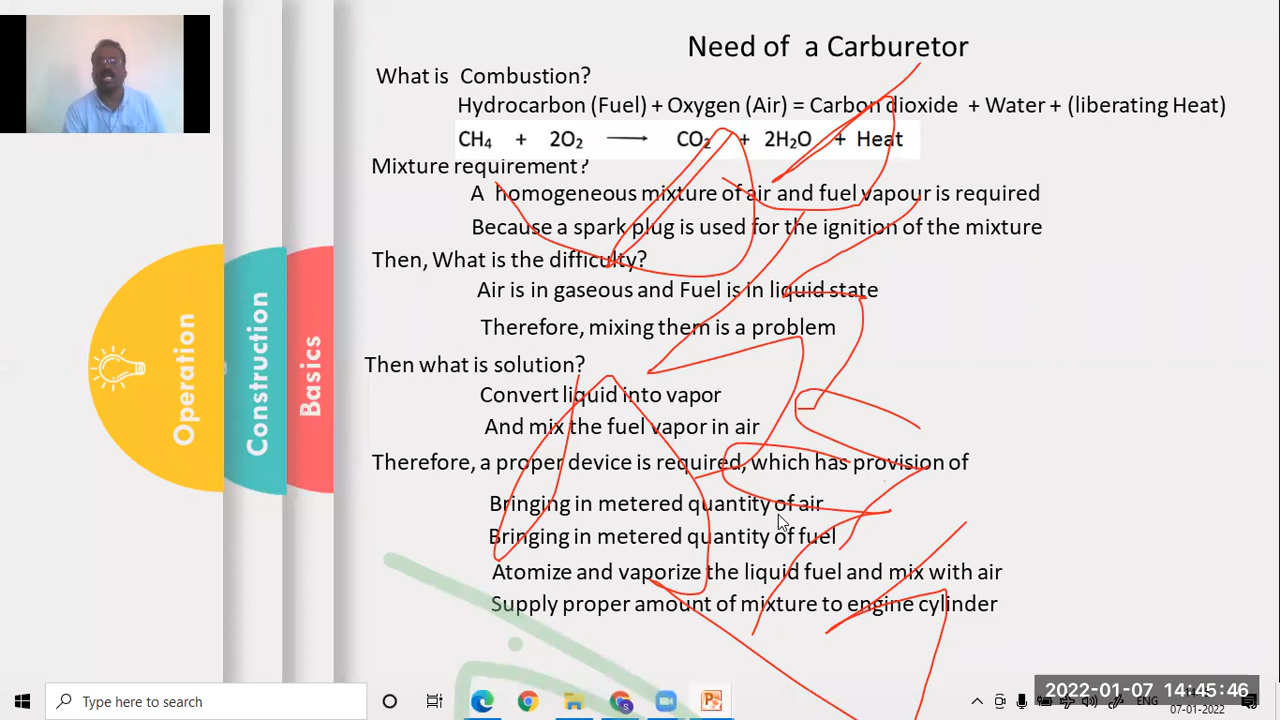 Need of a Carburetor
What is Combustion?
Hydrocarbon (Fuel) + Oxygen (Air) = Carbon dioxide + Water + (liberating Heat)
CH₄ + 2O₂ ⟶ CO₂ + 2H₂O + Heat
Mixture requirement?
A homogeneous mixture of air and fuel vapour is required
Because a spark plug is used for the ignition of the mixture
Then, What is the difficulty?
Air is in gaseous and Fuel is in liquid state
Therefore, mixing them is a problem
Then what is solution?
Convert liquid into vapor
And mix the fuel vapor in air
Therefore, a proper device is required, which has provision of
Bringing in metered quantity of air
Bringing in metered quantity of fuel
Atomize and vaporize the liquid fuel and mix with air
Supply proper amount of mixture to engine cylinder
Operation
Construction
Basics
Type here to search
ENG
2022-01-07 14:45:46
07-01-2022